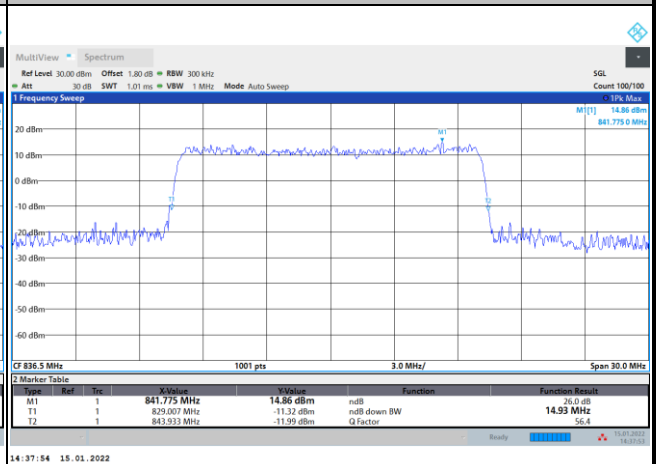 MultiView Spectrum
Ref Level 30.00 dBm Offset 1.80 dB RBW 300 kHz SGL
Att 30 dB SWT 1.01 ms VBW 1 MHz Mode Auto Sweep Count 100/100
1 Frequency Sweep 1Pk Max
M1[1] 14.86 dBm
841.775 0 MHz
M1
20 dBm
10 dBm
0 dBm
-10 dBm
T1
T2
-20 dBm
-30 dBm
-40 dBm
-50 dBm
-60 dBm
CF 836.5 MHz 1001 pts 3.0 MHz/ Span 30.0 MHz
2 Marker Table
Type Ref Trc X-Value Y-Value Function Function Result
M1 1 841.775 MHz 14.86 dBm ndB 26.0 dB
T1 1 829.007 MHz -11.32 dBm ndB down BW 14.93 MHz
T2 1 843.933 MHz -11.99 dBm Q Factor 56.4
Ready 15.01.2022
14:37:53
14:37:54 15.01.2022